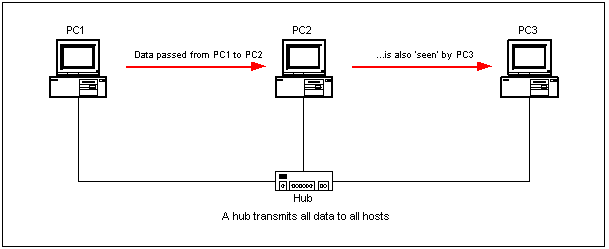 PC1
PC2
PC3
Data passed from PC1 to PC2
...is also 'seen' by PC3
Hub
A hub transmits all data to all hosts